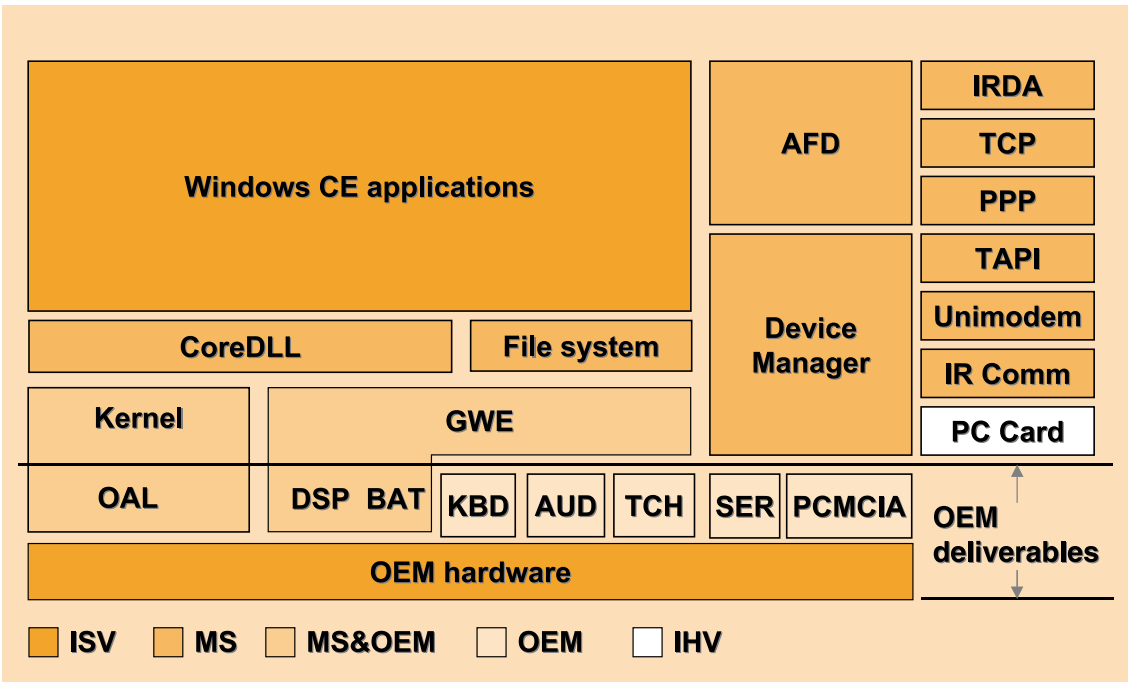 Windows CE applications
AFD
IRDA
TCP
PPP
TAPI
Unimodem
IR Comm
PC Card
CoreDLL
File system
Device
Manager
Kernel
GWE
OAL
DSP BAT
KBD
AUD
TCH
SER
PCMCIA
OEM
deliverables
OEM hardware
ISV
MS
MS&OEM
OEM
IHV